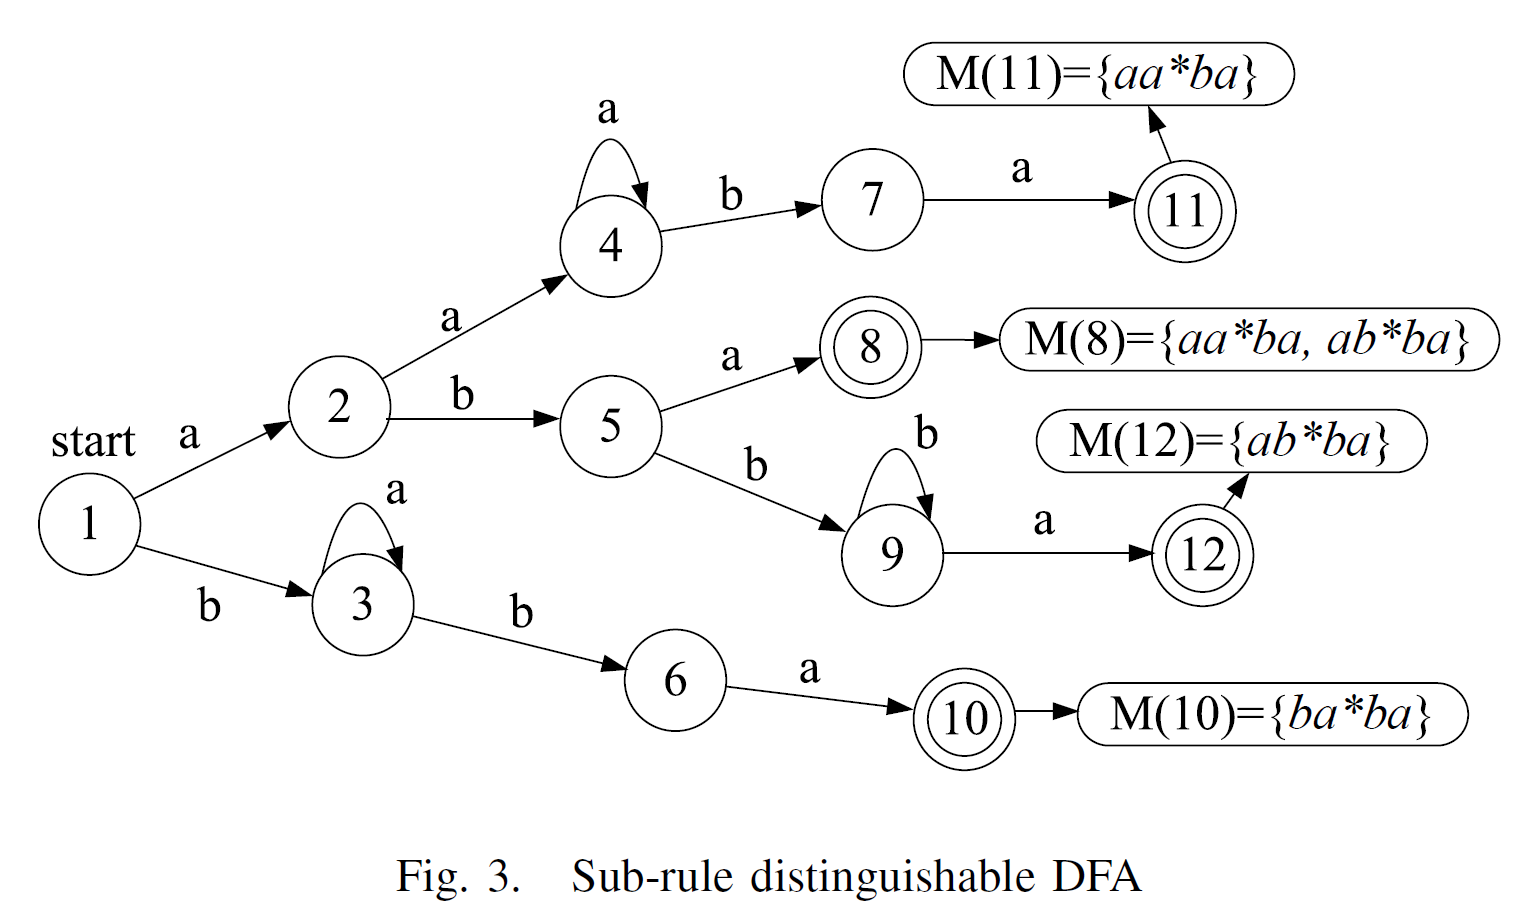 M(11)={aa*ba}
a
b
7
a
11
4
a
8
M(8)={aa*ba, ab*ba}
a
2
b
5
b
M(12)={ab*ba}
start
a
b
a
12
1
a
9
3
b
b
6
a
10
M(10)={ba*ba}
Fig. 3. Sub-rule distinguishable DFA